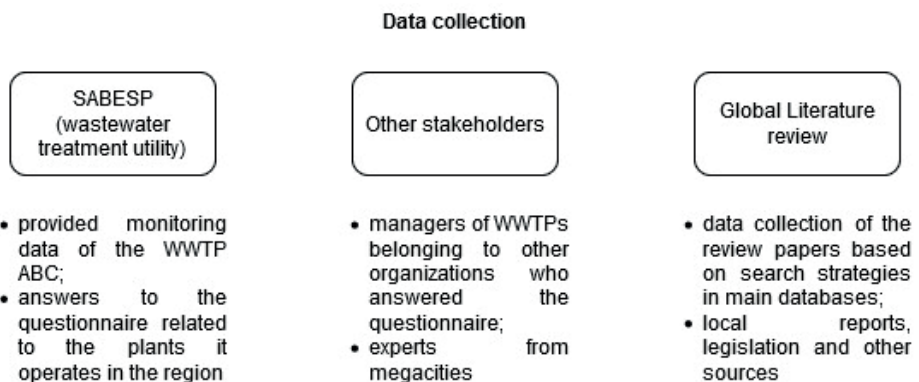 Data collection
SABESP
(wastewater
treatment utility)
Other stakeholders
Global Literature
review
• provided monitoring
data of the WWTP
ABC;
• answers to the
questionnaire related
to the plants it
operates in the region
• managers of WWTPs
belonging to other
organizations who
answered the
questionnaire;
• experts from
megacities
• data collection of the
review papers based
on search strategies
in main databases;
• local reports,
legislation and other
sources